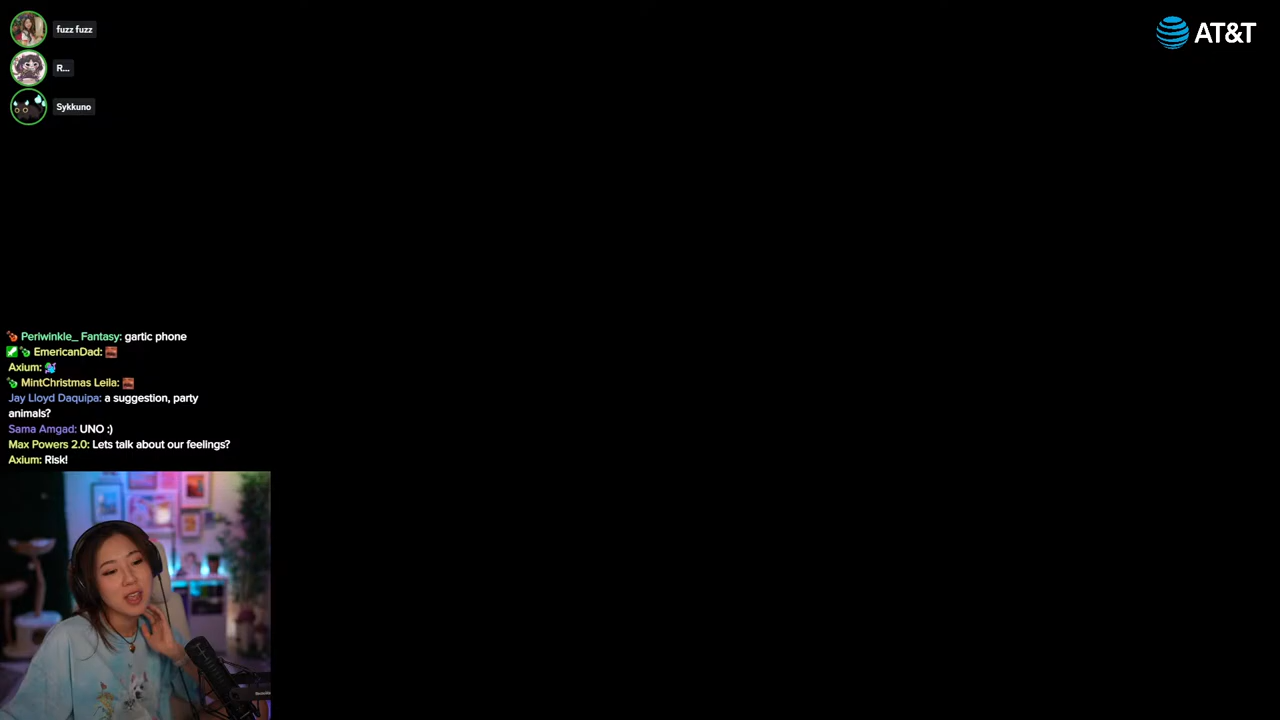 fuzz fuzz
AT&T
R...
Sykkuno
Periwinkle_ Fantasy: gartic phone
EmericanDad:
Axium:
MintChristmas Leila:
Jay Lloyd Daquipa: a suggestion, party
animals?
Sama Amgad: UNO :)
Max Powers 2.0: Lets talk about our feelings?
Axium: Risk!